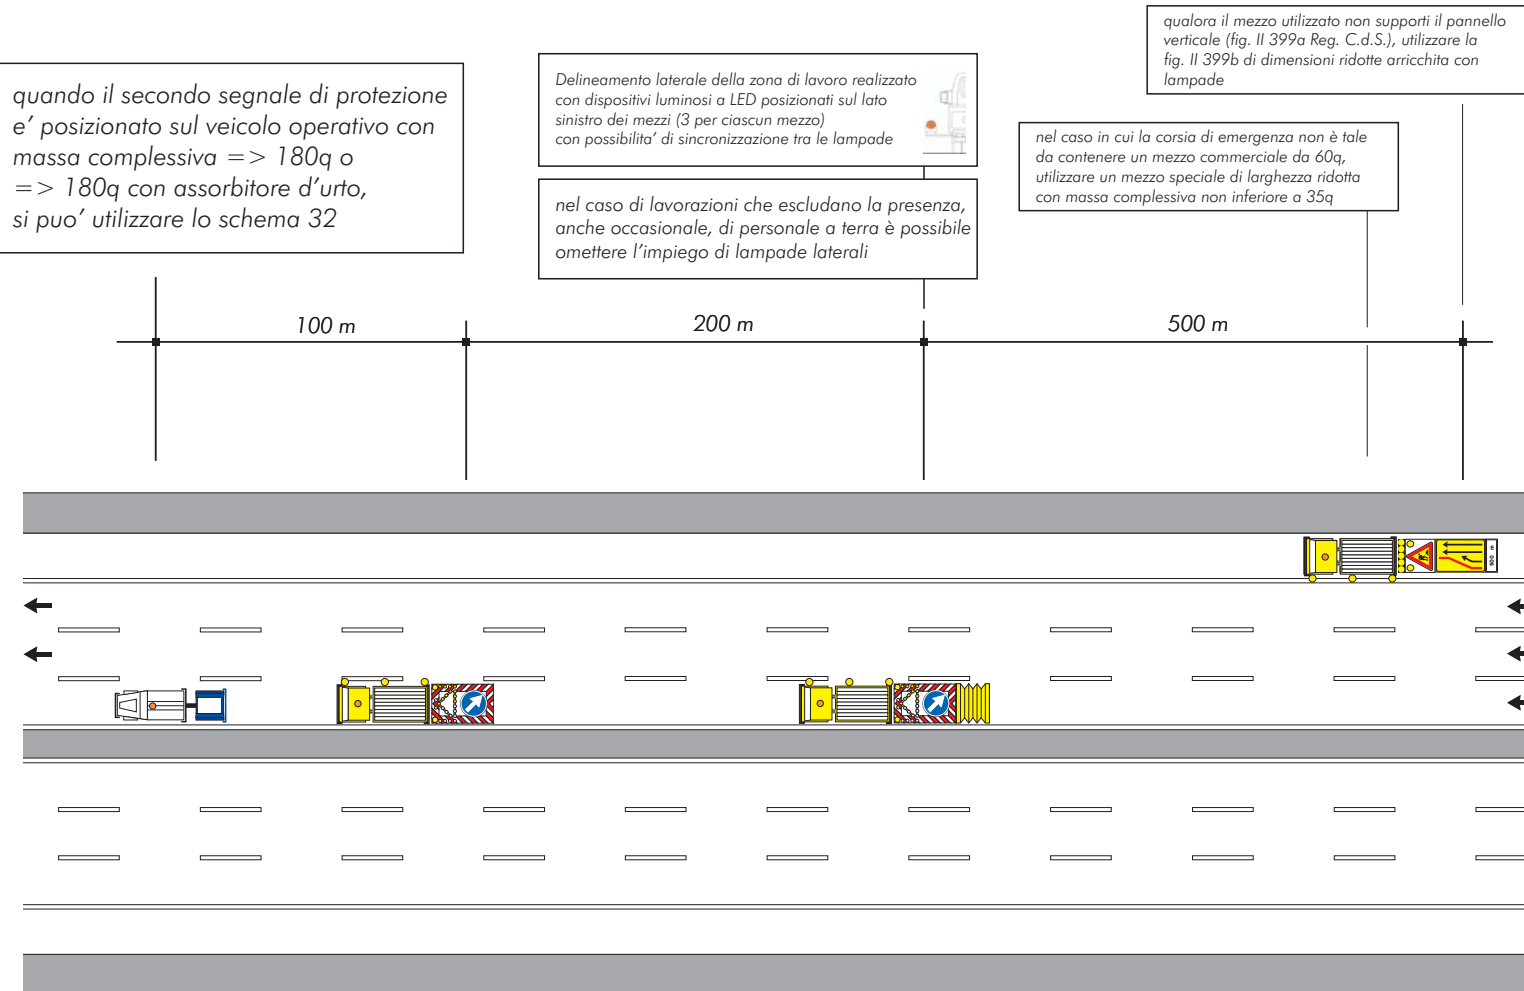 qualora il mezzo utilizzato non supporti il pannello
verticale (fig. II 399a Reg. C.d.S.), utilizzare la
fig. II 399b di dimensioni ridotte arricchita con
lampade
quando il secondo segnale di protezione
e' posizionato sul veicolo operativo con
massa complessiva => 180q o
=> 180q con assorbitore d'urto,
si puo' utilizzare lo schema 32
Delineamento laterale della zona di lavoro realizzato
con dispositivi luminosi a LED posizionati sul lato
sinistro dei mezzi (3 per ciascun mezzo)
con possibilita' di sincronizzazione tra le lampade
nel caso in cui la corsia di emergenza non è tale
da contenere un mezzo commerciale da 60q,
utilizzare un mezzo speciale di larghezza ridotta
con massa complessiva non inferiore a 35q
nel caso di lavorazioni che escludano la presenza,
anche occasionale, di personale a terra è possibile
omettere l'impiego di lampade laterali
100 m
200 m
500 m
500 m